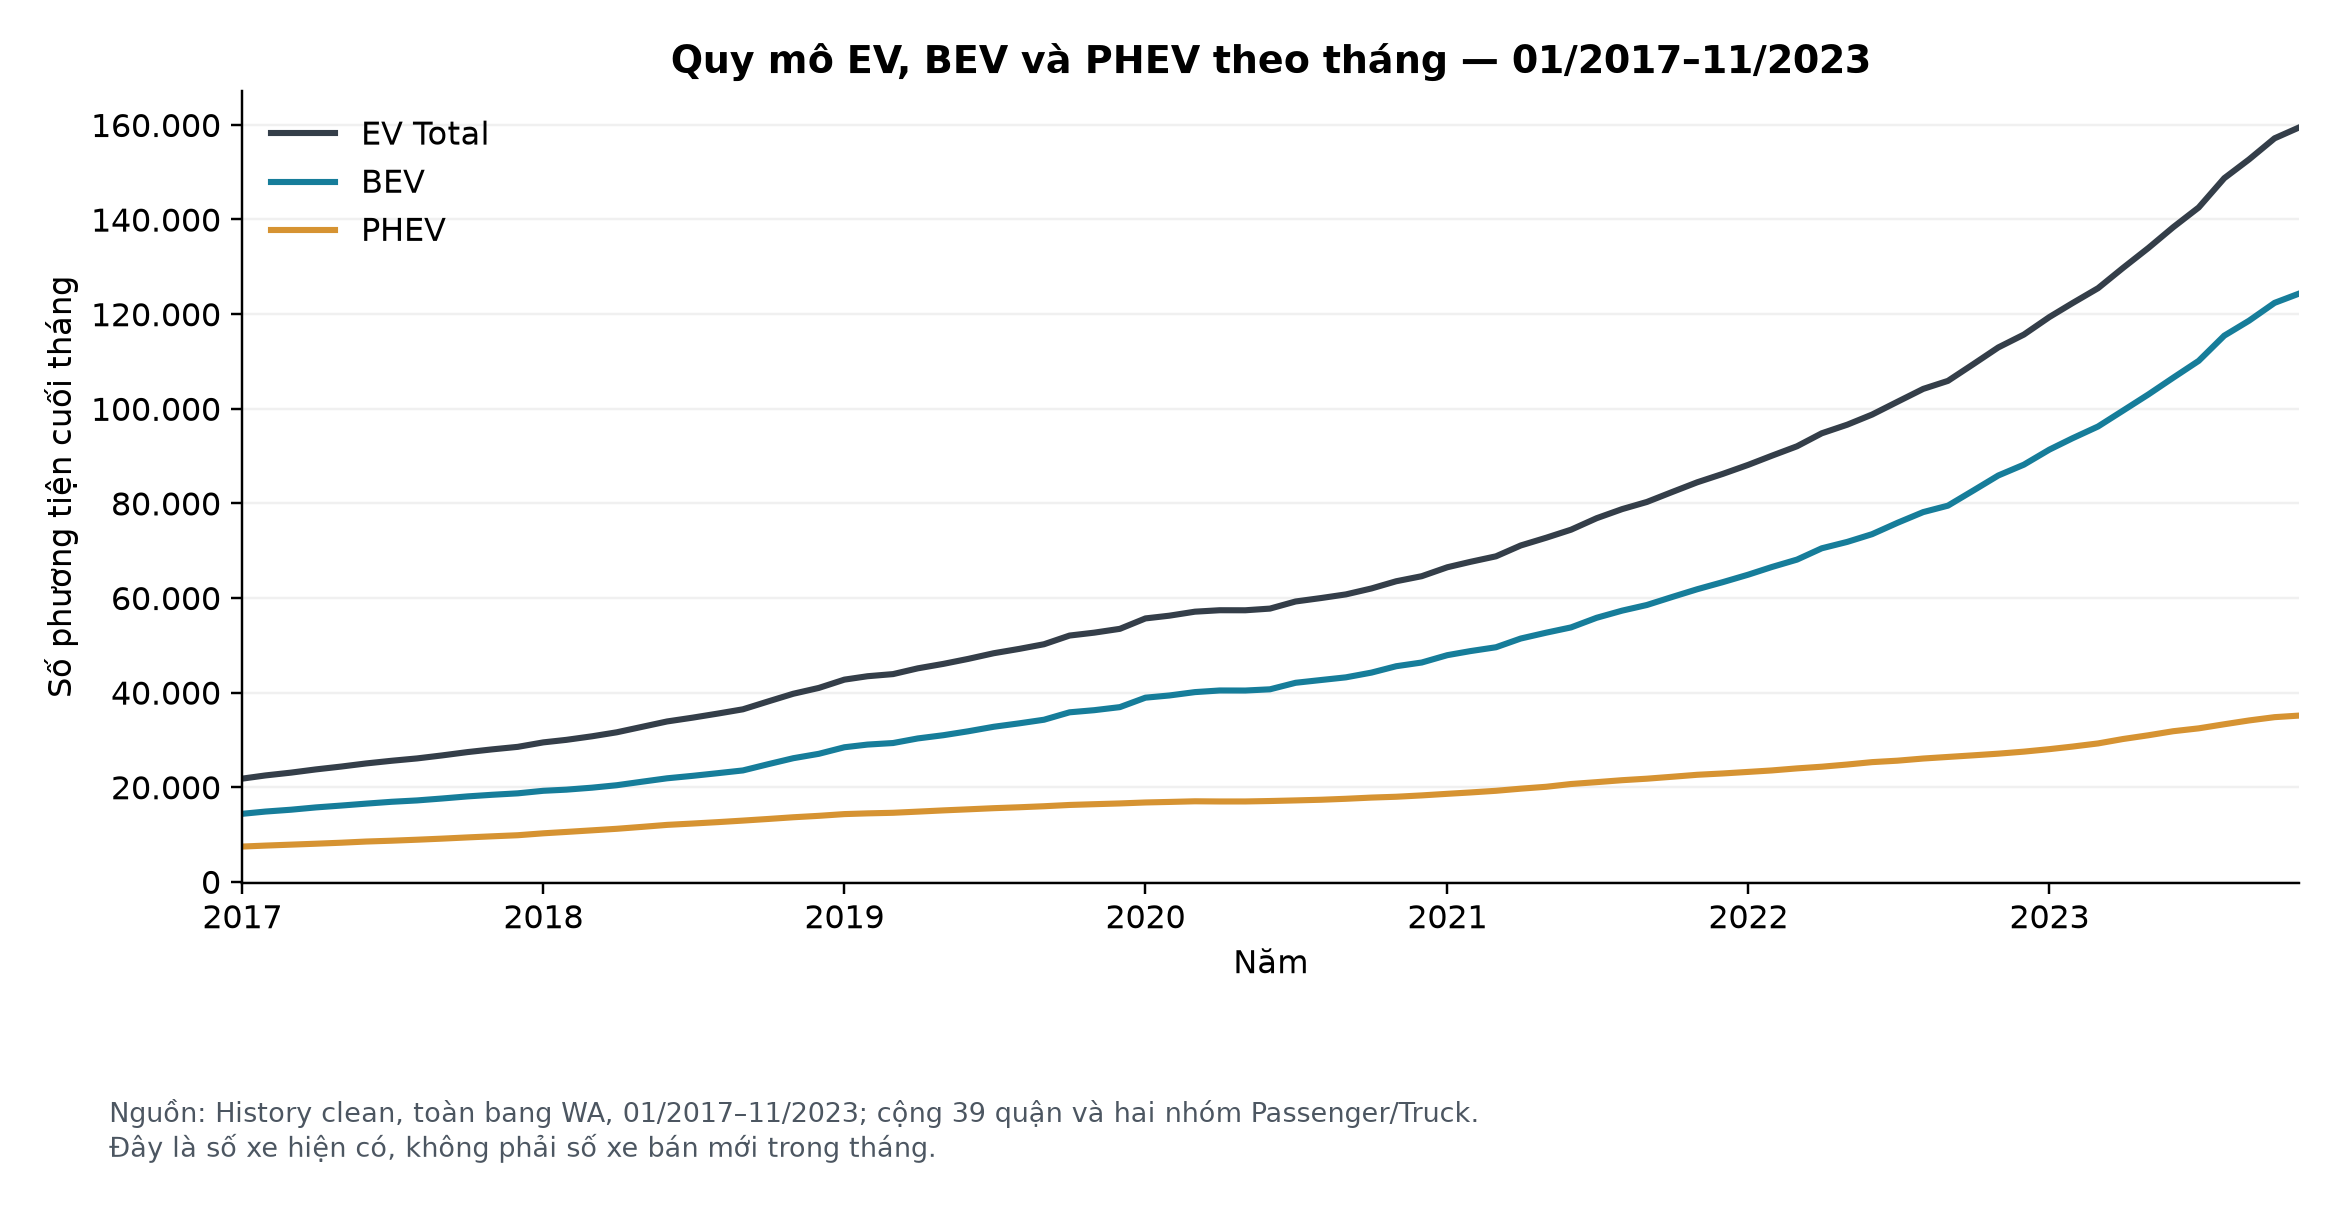 Quy mô EV, BEV và PHEV theo tháng — 01/2017–11/2023
EV Total
BEV
PHEV
Số phương tiện cuối tháng
160.000
140.000
120.000
100.000
80.000
60.000
40.000
20.000
0
2017
2018
2019
2020
2021
2022
2023
Năm
Nguồn: History clean, toàn bang WA, 01/2017–11/2023; cộng 39 quận và hai nhóm Passenger/Truck.
Đây là số xe hiện có, không phải số xe bán mới trong tháng.